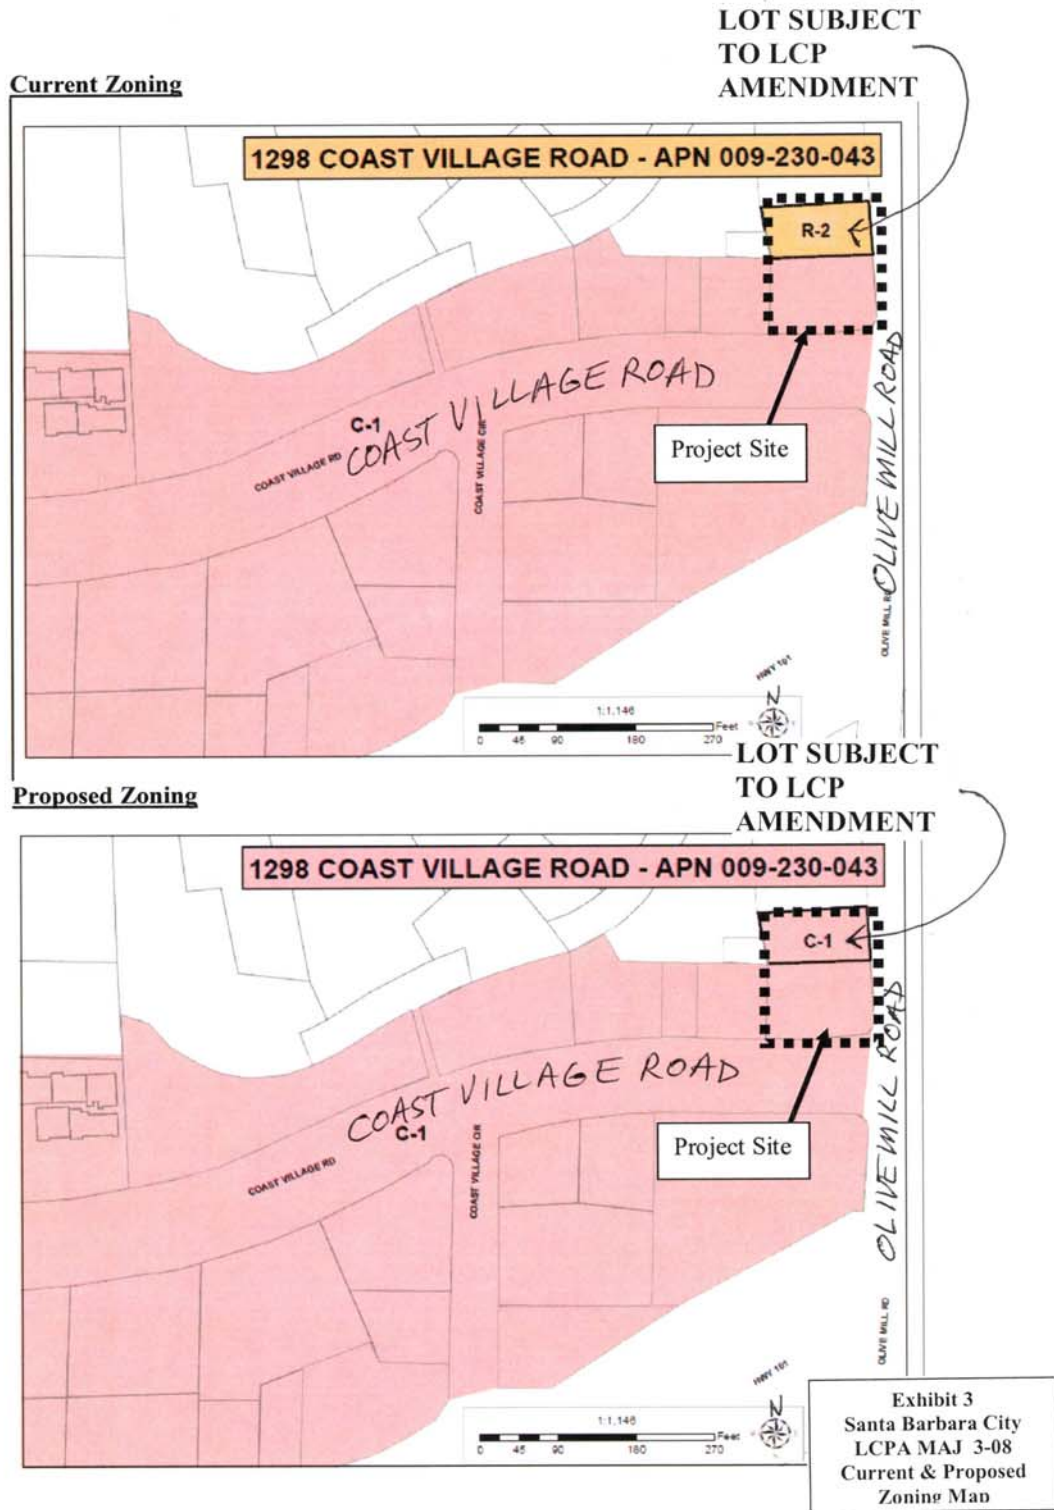 LOT SUBJECT
TO LCP
AMENDMENT
Current Zoning
1298 COAST VILLAGE ROAD - APN 009-230-043
R-2
Project Site
COAST VILLAGE ROAD
C-1
COAST VILLAGE RD
COAST VILLAGE CIR
OLIVE MILL ROAD
OLIVE MILL RD
HWY 101
N
1:1,146
Feet
0 45 90 180 270
LOT SUBJECT
TO LCP
AMENDMENT
Proposed Zoning
1298 COAST VILLAGE ROAD - APN 009-230-043
C-1
Project Site
COAST VILLAGE ROAD
C-1
COAST VILLAGE RD
COAST VILLAGE CIR
OLIVE MILL ROAD
OLIVE MILL RD
HWY 101
N
1:1,146
Feet
0 45 90 180 270
Exhibit 3
Santa Barbara City
LCPA MAJ 3-08
Current & Proposed
Zoning Map